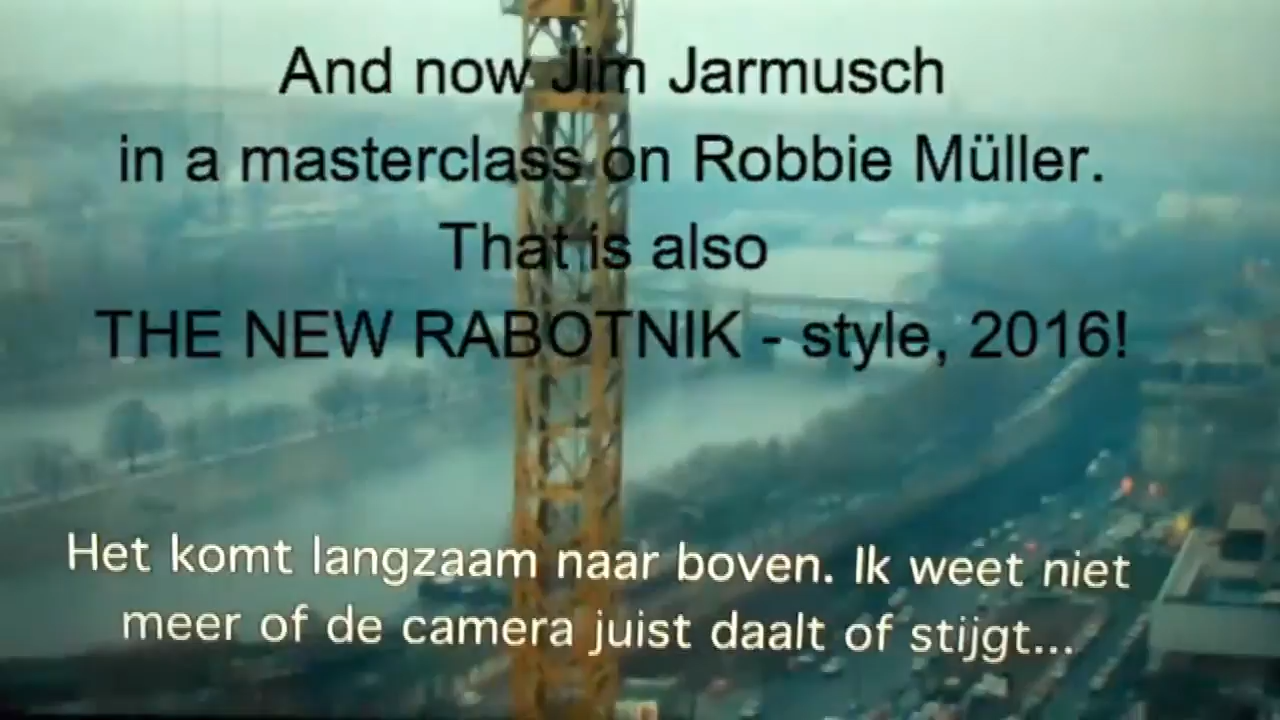 And now Jim Jarmusch
in a masterclass on Robbie Müller.
That is also
THE NEW RABOTNIK - style, 2016!
Het komt langzaam naar boven. Ik weet niet
meer of de camera juist daalt of stijgt...